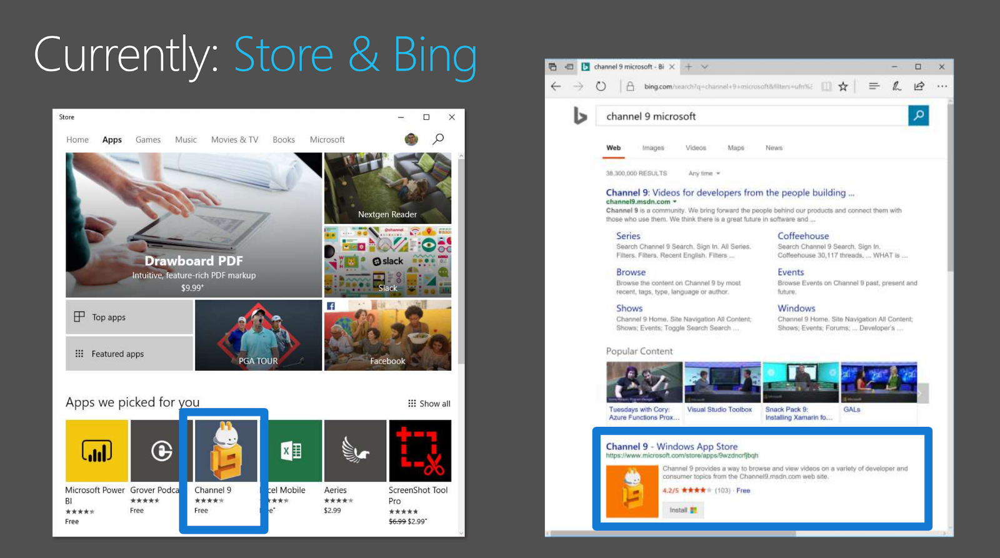 Currently: Store & Bing
Store
Home Apps Games Music Movies & TV Books Microsoft
Drawboard PDF
Intuitive, feature-rich PDF markup
$9.99*
Nextgen Reader
@channel
slack
Slack
Top apps
Featured apps
PGA TOUR
Facebook
Apps we picked for you
Show all
Microsoft Power BI
Free
Grover Podca
Free
Channel 9
Free
cel Mobile
ee*
Aeries
$2.99
ScreenShot Tool Pro
$6.99 $2.99*
channel 9 microsoft - Bi
bing.com/search?q=channel+9+microsoft&filters=ufn%2
channel 9 microsoft
Web Images Videos Maps News
38,300,000 RESULTS Any time
Channel 9: Videos for developers from the people building ...
channel9.msdn.com
Channel 9 is a community. We bring forward the people behind our products and connect them with
those who use them. We think there is a great future in software and ...
Series
Search Channel 9 Search. Sign In. All Series.
Filters. Filters. Recent English. Filters ...
Coffeehouse
Search Channel 9 Search. Sign In.
Coffeehouse 30,117 threads, ... WHAT is ...
Browse
Browse the content on Channel 9 by most
recent, tags, type, language or author.
Events
Browse Events on Channel 9 past, present and
future.
Shows
Channel 9 Home. Site Navigation All Content;
Shows; Events; Toggle Search Search ...
Windows
Channel 9 Home. Site Navigation All Content;
Shows; Events; Forums; ... Developer's ...
Popular Content
Tuesdays with Cory:
Azure Functions Prox...
Visual Studio Toolbox
Snack Pack 9:
Installing Xamarin fo...
GALs
Channel 9 - Windows App Store
https://www.microsoft.com/store/apps/9wzdncrfjbqh
Channel 9 provides a way to browse and view videos on a variety of developer and
consumer topics from the Channel9.msdn.com web site.
4.2/5 (103) · Free
Install